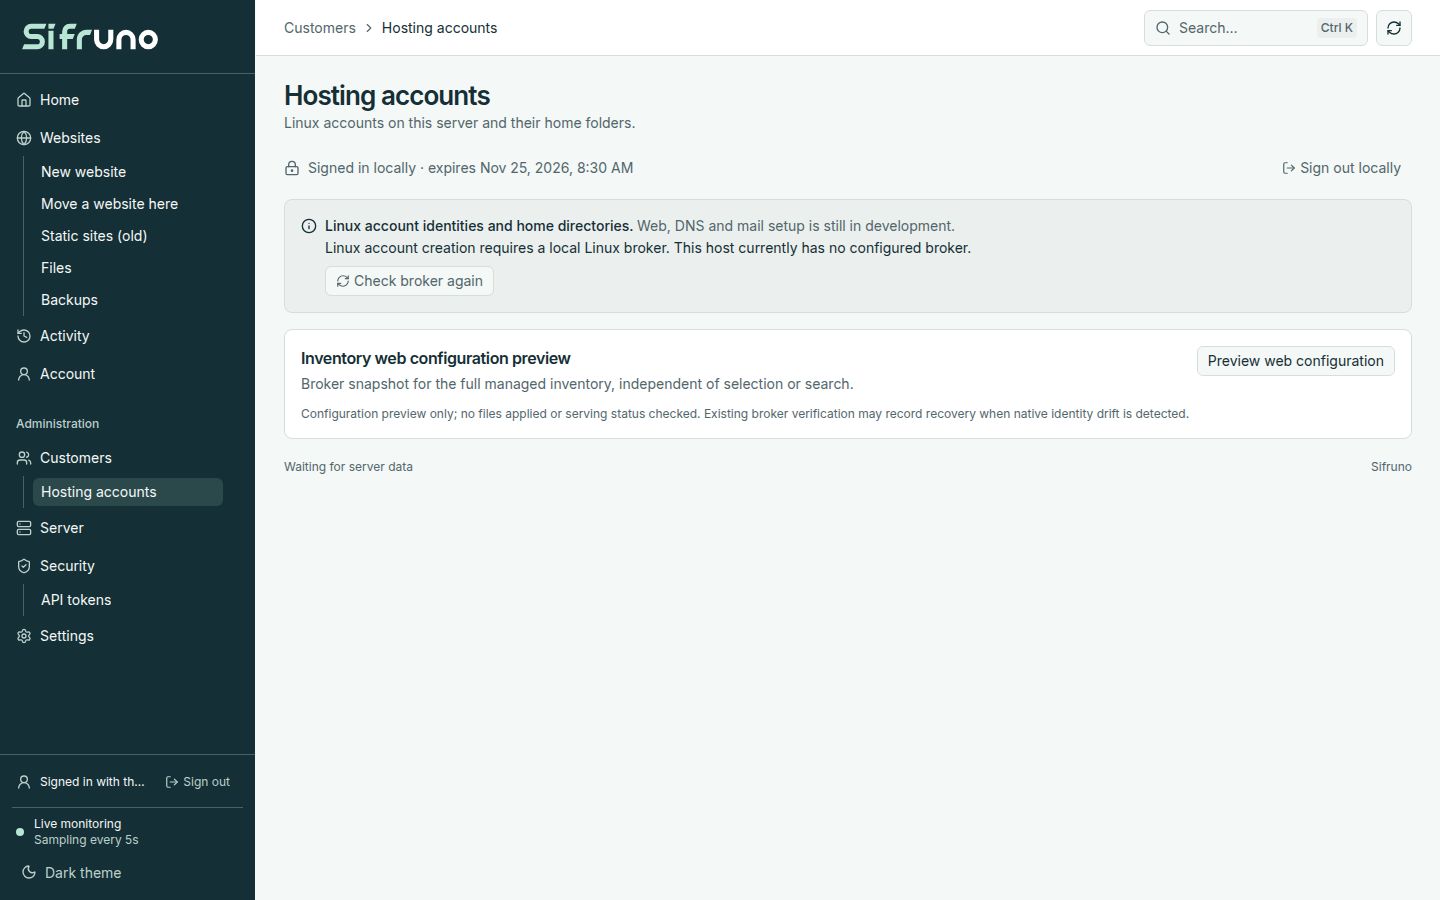 Sifruno
Customers > Hosting accounts
Search...
Ctrl K
Home
Websites
New website
Move a website here
Static sites (old)
Files
Backups
Activity
Account
Administration
Customers
Hosting accounts
Server
Security
API tokens
Settings
Signed in with th...
Sign out
Live monitoring
Sampling every 5s
Dark theme
Hosting accounts
Linux accounts on this server and their home folders.
Signed in locally · expires Nov 25, 2026, 8:30 AM
Sign out locally
Linux account identities and home directories. Web, DNS and mail setup is still in development.
Linux account creation requires a local Linux broker. This host currently has no configured broker.
Check broker again
Inventory web configuration preview
Preview web configuration
Broker snapshot for the full managed inventory, independent of selection or search.
Configuration preview only; no files applied or serving status checked. Existing broker verification may record recovery when native identity drift is detected.
Waiting for server data
Sifruno